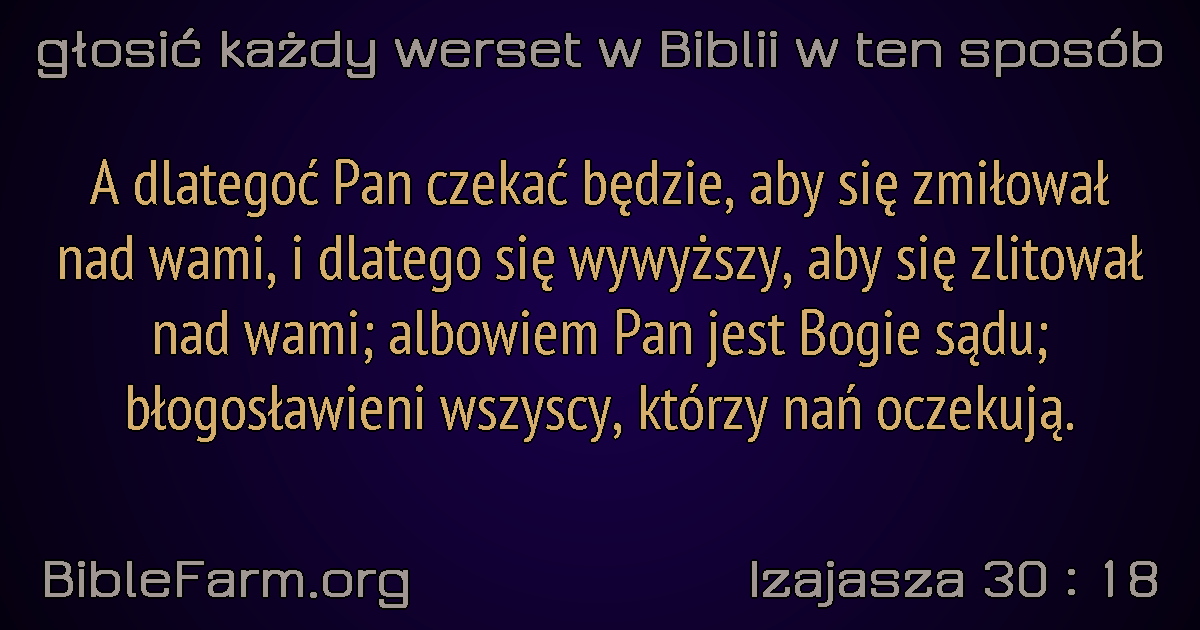 głosić każdy werset w Biblii w ten sposób
A dlategoć Pan czekać będzie, aby się zmiłował
nad wami, i dlatego się wywyższy, aby się zlitował
nad wami; albowiem Pan jest Bogie sądu;
błogosławieni wszyscy, którzy nań oczekują.
BibleFarm.org
Izajasza 30 : 18